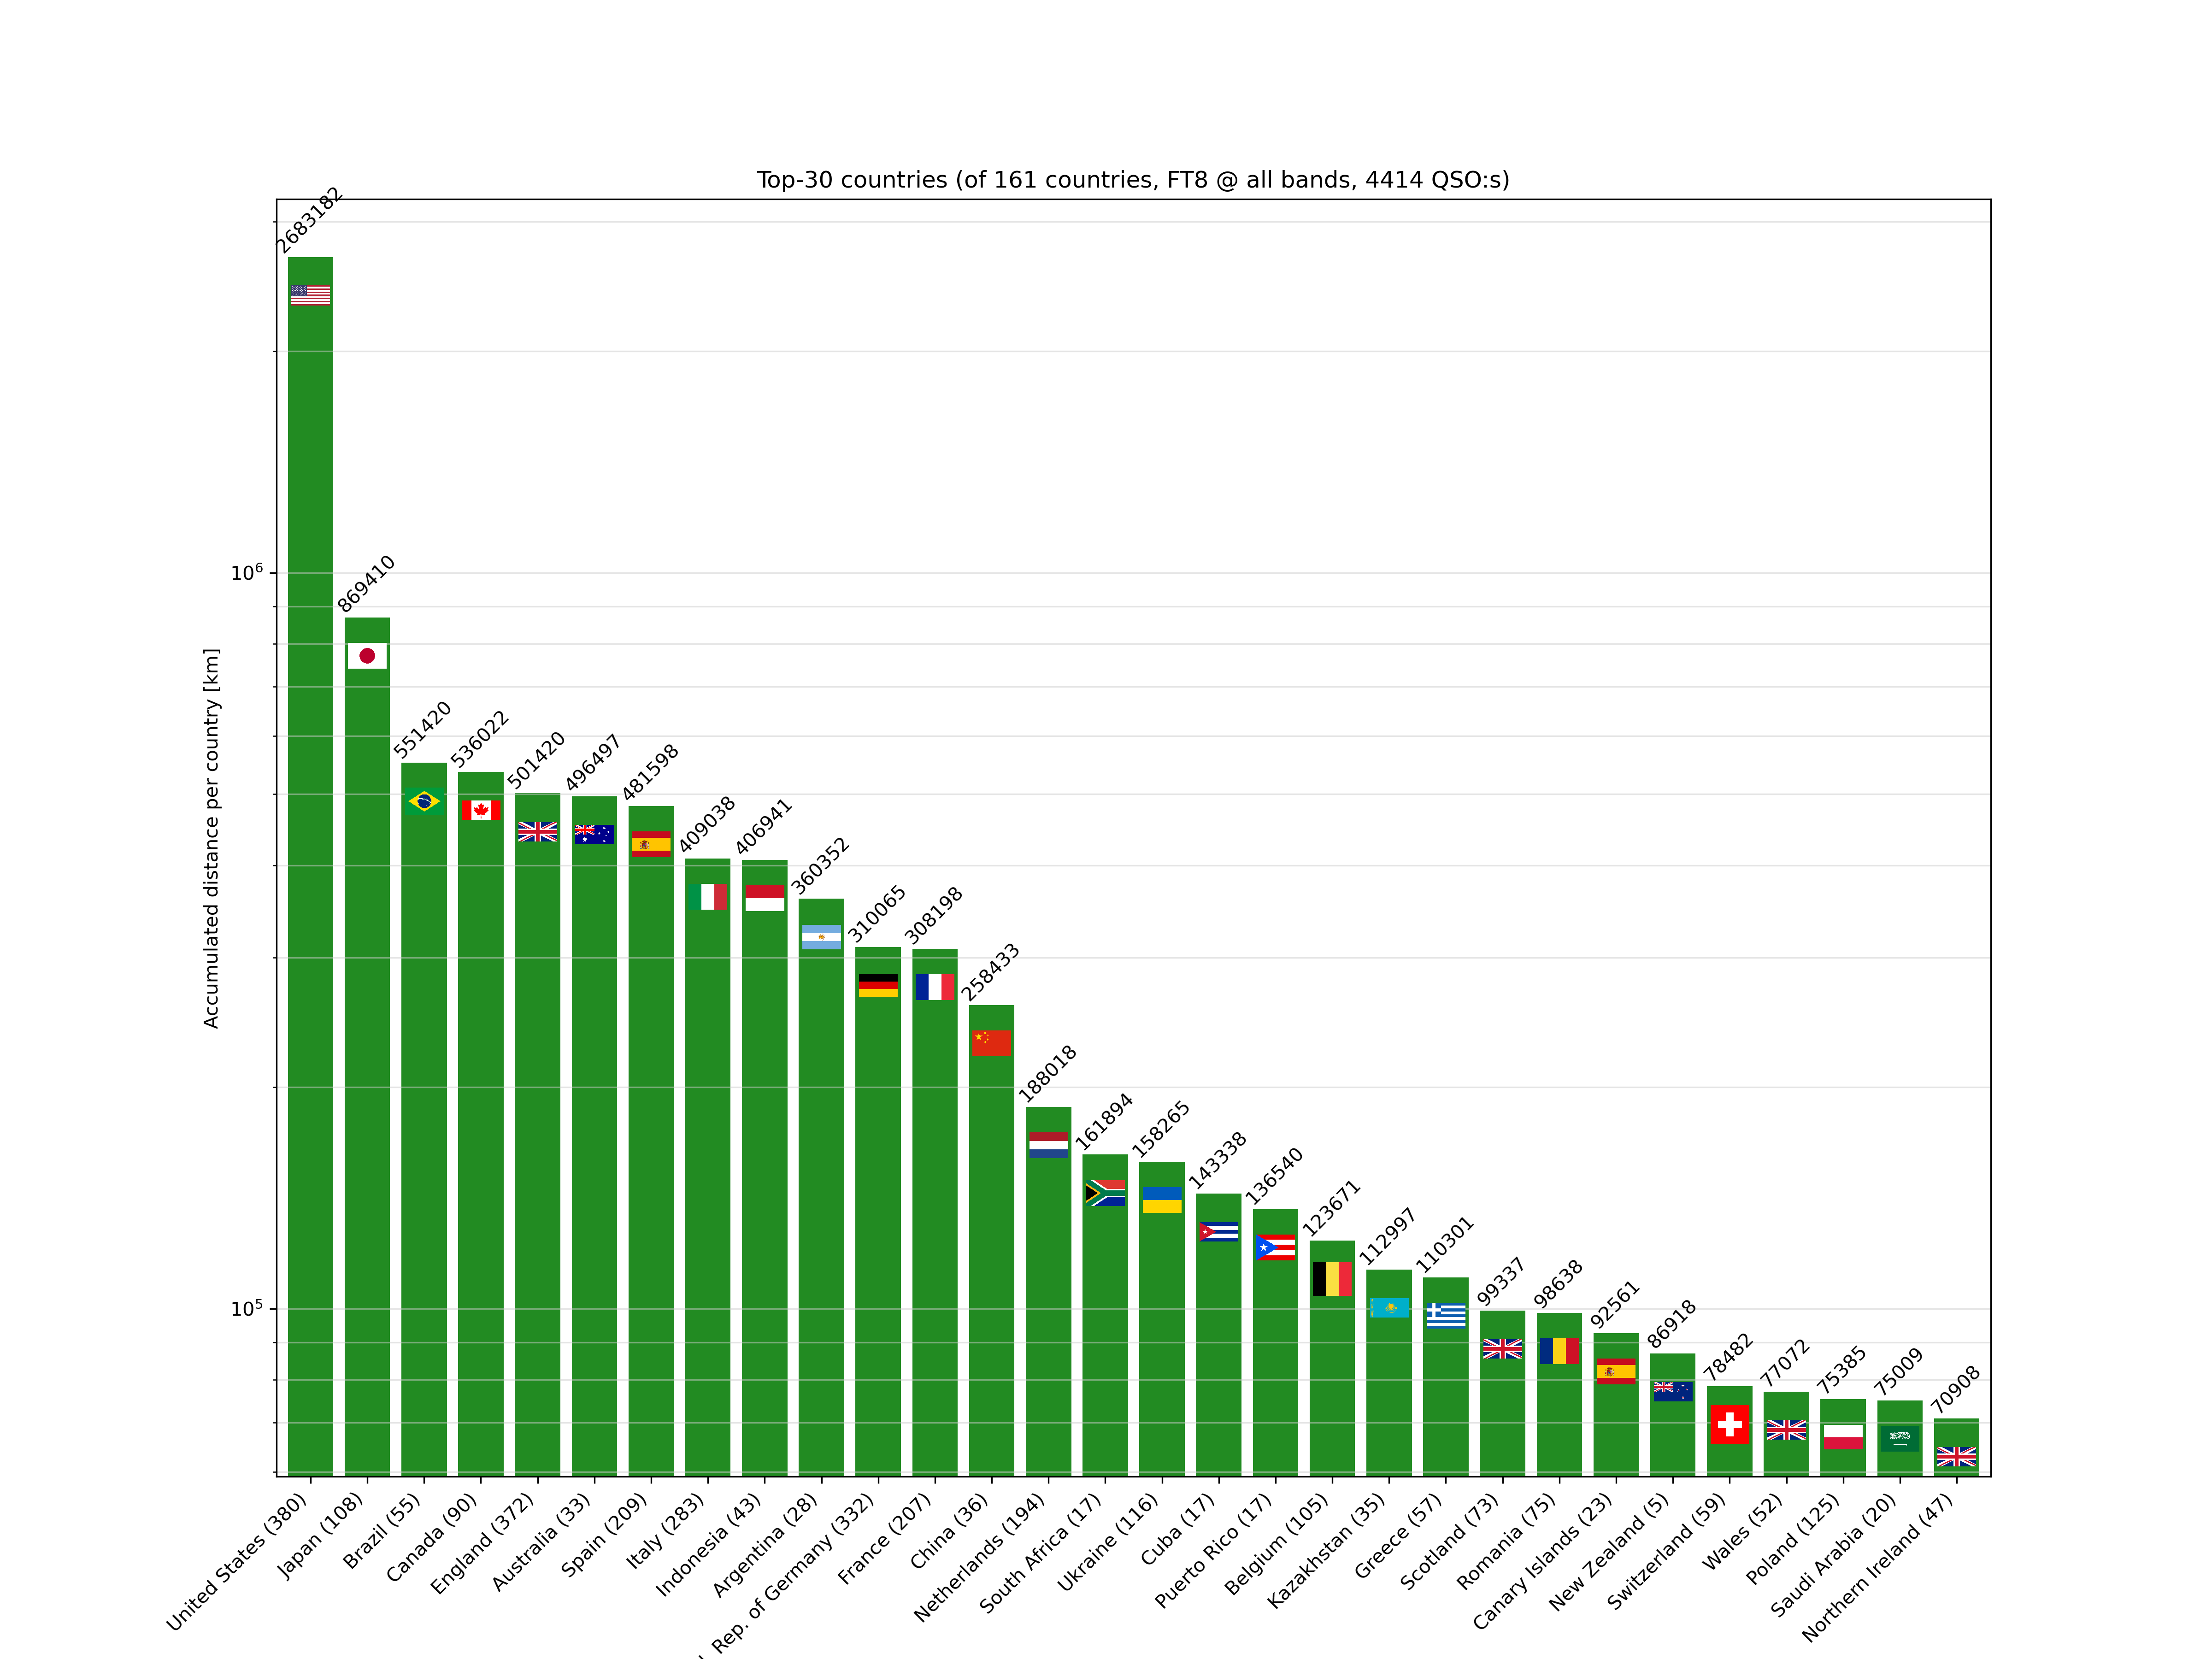 Top-30 countries (of 161 countries, FT8 @ all bands, 4414 QSO:s)
Accumulated distance per country [km]
10⁶
10⁵
2683182
869410
551420
536022
501420
496497
481598
409038
406941
360352
310065
308198
258433
188018
161894
158265
143338
136540
123671
112997
110301
99337
98638
92561
86918
78482
77072
75385
75009
70908
United States (380)
Japan (108)
Brazil (55)
Canada (90)
England (372)
Australia (33)
Spain (209)
Italy (283)
Indonesia (43)
Argentina (28)
Rep. of Germany (332)
France (207)
China (36)
Netherlands (194)
South Africa (17)
Ukraine (116)
Cuba (17)
Puerto Rico (17)
Belgium (105)
Kazakhstan (35)
Greece (57)
Scotland (73)
Romania (75)
Canary Islands (23)
New Zealand (5)
Switzerland (59)
Wales (52)
Poland (125)
Saudi Arabia (20)
Northern Ireland (47)